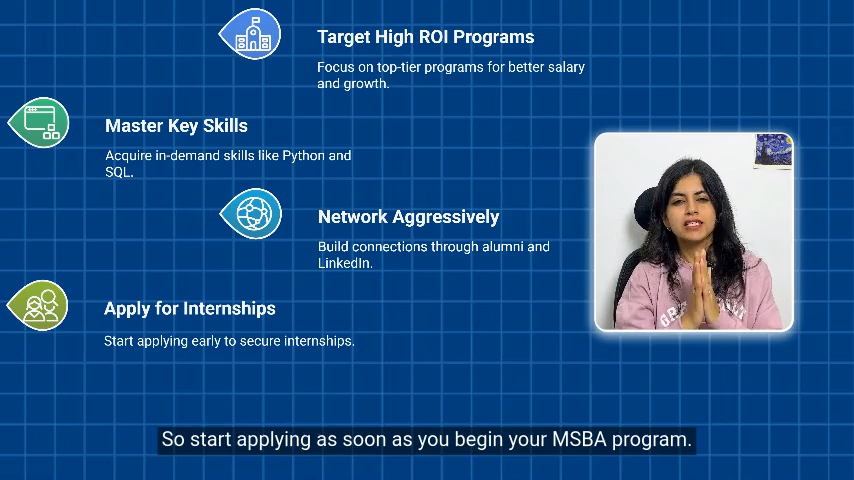 Target High ROI Programs
Focus on top-tier programs for better salary
and growth.
Master Key Skills
Acquire in-demand skills like Python and
SQL.
Network Aggressively
Build connections through alumni and
LinkedIn.
Apply for Internships
Start applying early to secure internships.
So start applying as soon as you begin your MSBA program.